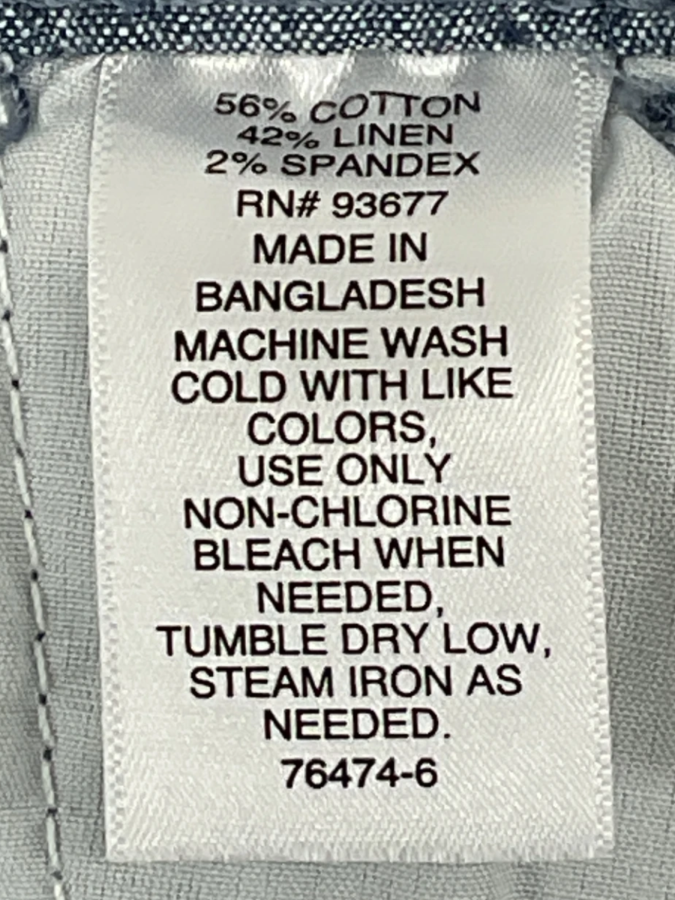 56% COTTON
42% LINEN
2% SPANDEX
RN# 93677
MADE IN
BANGLADESH
MACHINE WASH
COLD WITH LIKE
COLORS,
USE ONLY
NON-CHLORINE
BLEACH WHEN
NEEDED,
TUMBLE DRY LOW,
STEAM IRON AS
NEEDED.
76474-6